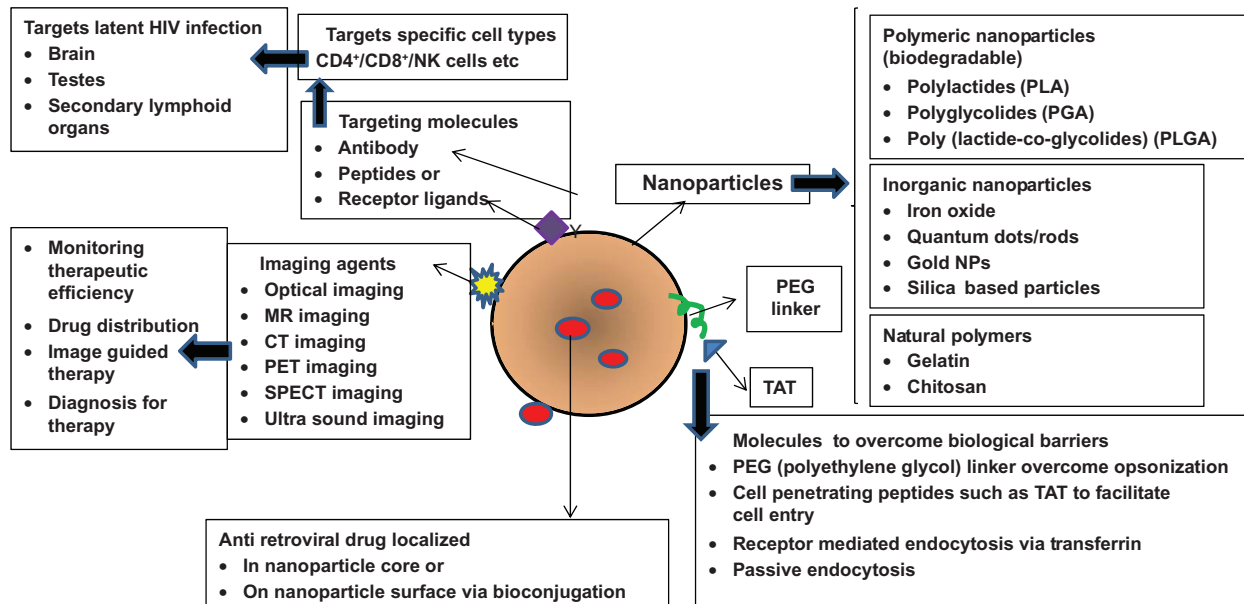 Targets latent HIV infection
• Brain
• Testes
• Secondary lymphoid
organs
Targets specific cell types
CD4⁺/CD8⁺/NK cells etc
Targeting molecules
• Antibody
• Peptides or
• Receptor ligands
Nanoparticles
Polymeric nanoparticles
(biodegradable)
• Polylactides (PLA)
• Polyglycolides (PGA)
• Poly (lactide-co-glycolides) (PLGA)
Inorganic nanoparticles
• Iron oxide
• Quantum dots/rods
• Gold NPs
• Silica based particles
Natural polymers
• Gelatin
• Chitosan
• Monitoring
therapeutic
efficiency
• Drug distribution
• Image guided
therapy
• Diagnosis for
therapy
Imaging agents
• Optical imaging
• MR imaging
• CT imaging
• PET imaging
• SPECT imaging
• Ultra sound imaging
Y
PEG
linker
TAT
Molecules to overcome biological barriers
• PEG (polyethylene glycol) linker overcome opsonization
• Cell penetrating peptides such as TAT to facilitate
cell entry
• Receptor mediated endocytosis via transferrin
• Passive endocytosis
Anti retroviral drug localized
• In nanoparticle core or
• On nanoparticle surface via bioconjugation